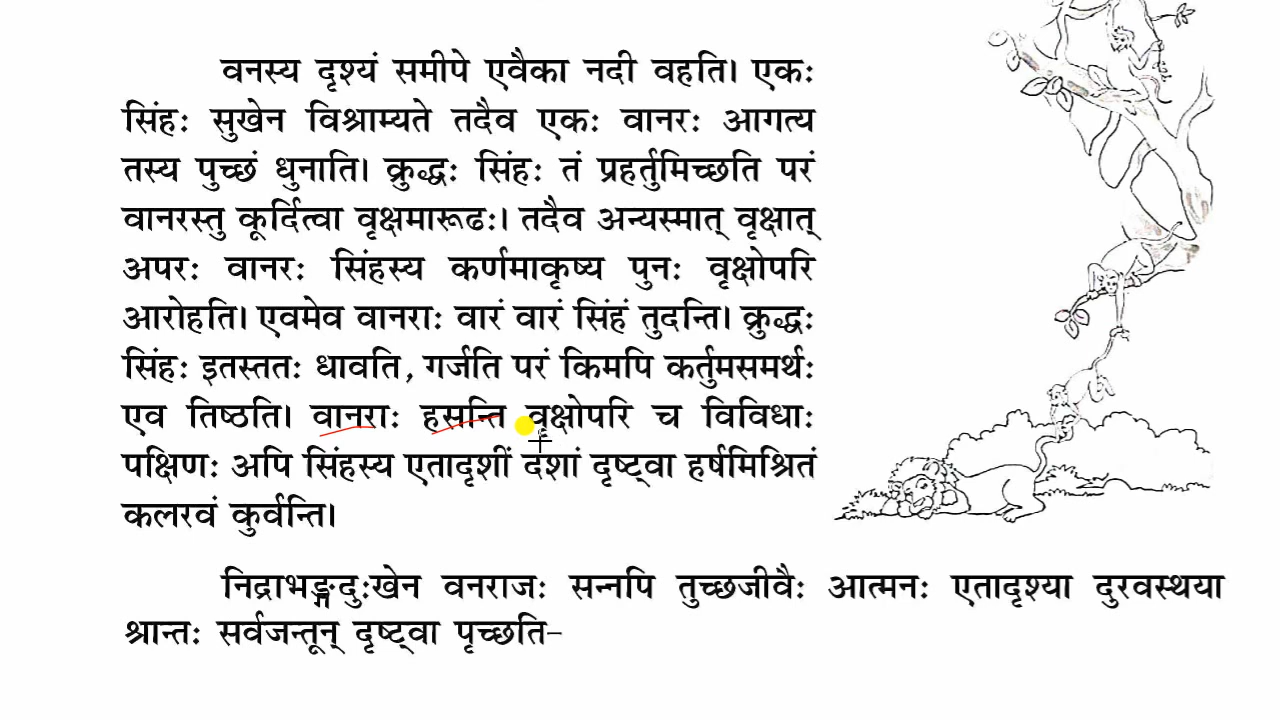 वनस्य दृश्यं समीपे एवैका नदी वहति। एकः
सिंहः सुखेन विश्राम्यते तदैव एकः वानरः आगत्य
तस्य पुच्छं धुनाति। क्रुद्धः सिंहः तं प्रहर्तुमिच्छति परं
वानरस्तु कूर्दित्वा वृक्षमारूढः। तदैव अन्यस्मात् वृक्षात्
अपरः वानरः सिंहस्य कर्णमाकृष्य पुनः वृक्षोपरि
आरोहति। एवमेव वानराः वारं वारं सिंहं तुदन्ति। क्रुद्धः
सिंहः इतस्ततः धावति, गर्जति परं किमपि कर्तुमसमर्थः
एव तिष्ठति। वानराः हसन्ति वृक्षोपरि च विविधाः
पक्षिणः अपि सिंहस्य एतादृशीं दशां दृष्ट्वा हर्षमिश्रितं
कलरवं कुर्वन्ति।
निद्राभङ्गदुःखेन वनराजः सन्नपि तुच्छजीवैः आत्मनः एतादृश्या दुरवस्थया
श्रान्तः सर्वजन्तून् दृष्ट्वा पृच्छति–